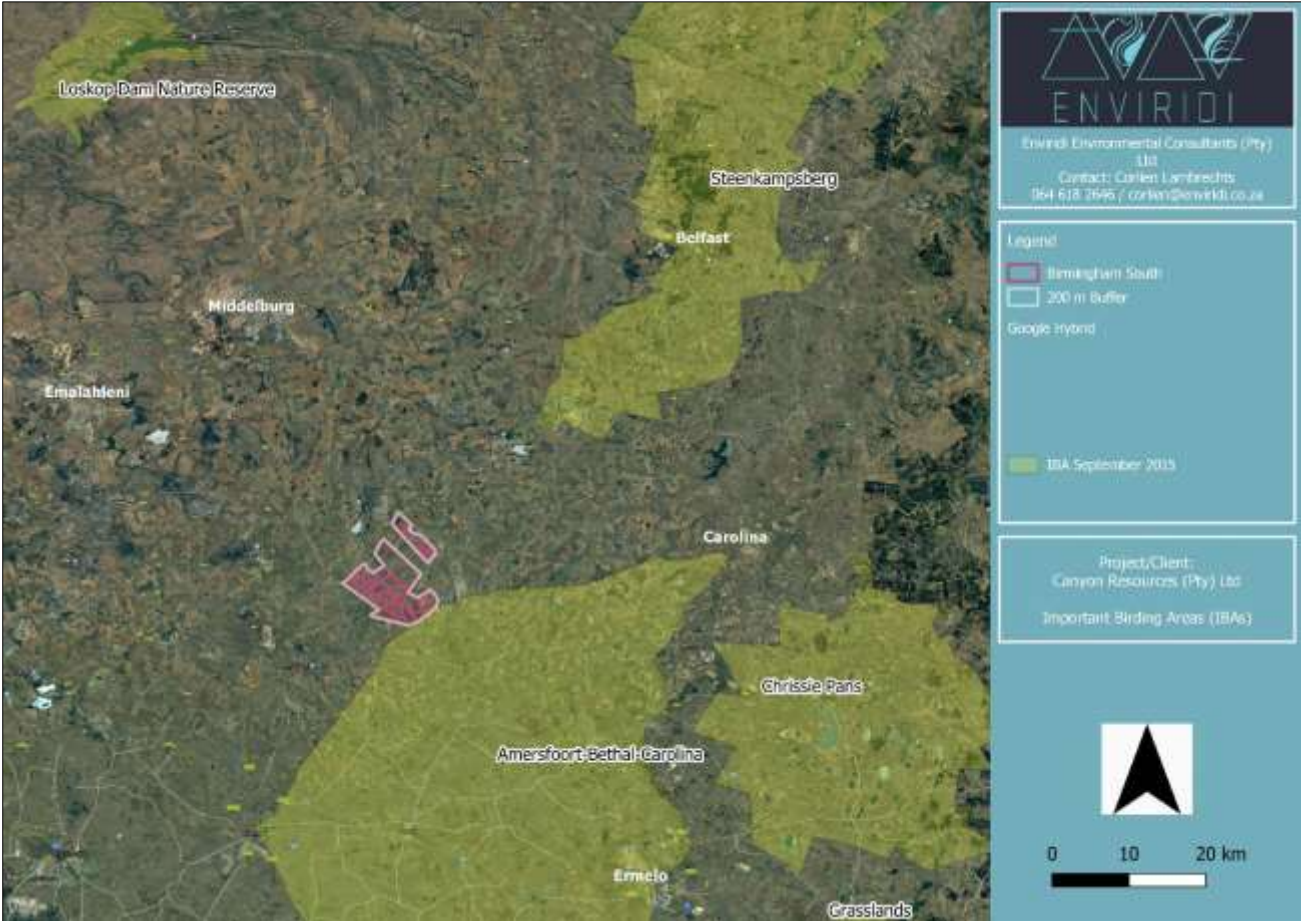 Loskop Dam Nature Reserve
Steenkampsberg
Belfast
Middelburg
Emalahleni
Carolina
Chrissie Pans
Amersfoort-Bethal-Carolina
Ermelo
Grasslands
ENVIRIDI
Enviridi Environmental Consultants (Pty)
Ltd
Contact: Corlien Lambrechts
064 618 2646 / corlien@enviridi.co.za
Legend
Birmingham South
200 m Buffer
Google Hybrid
IBA September 2015
Project/Client:
Canyon Resources (Pty) Ltd
Important Birding Areas (IBAs)
0 10 20 km